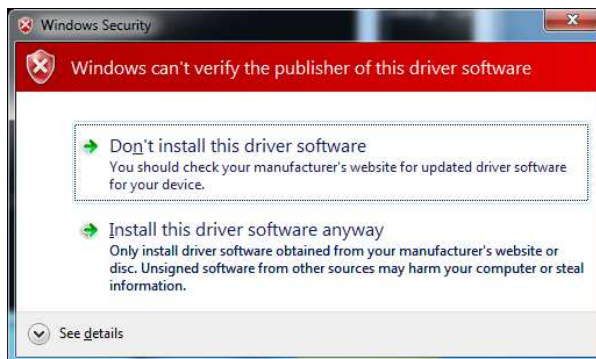 Windows Security
Windows can't verify the publisher of this driver software
Don't install this driver software
You should check your manufacturer's website for updated driver software
for your device.
Install this driver software anyway
Only install driver software obtained from your manufacturer's website or
disc. Unsigned software from other sources may harm your computer or steal
information.
See details